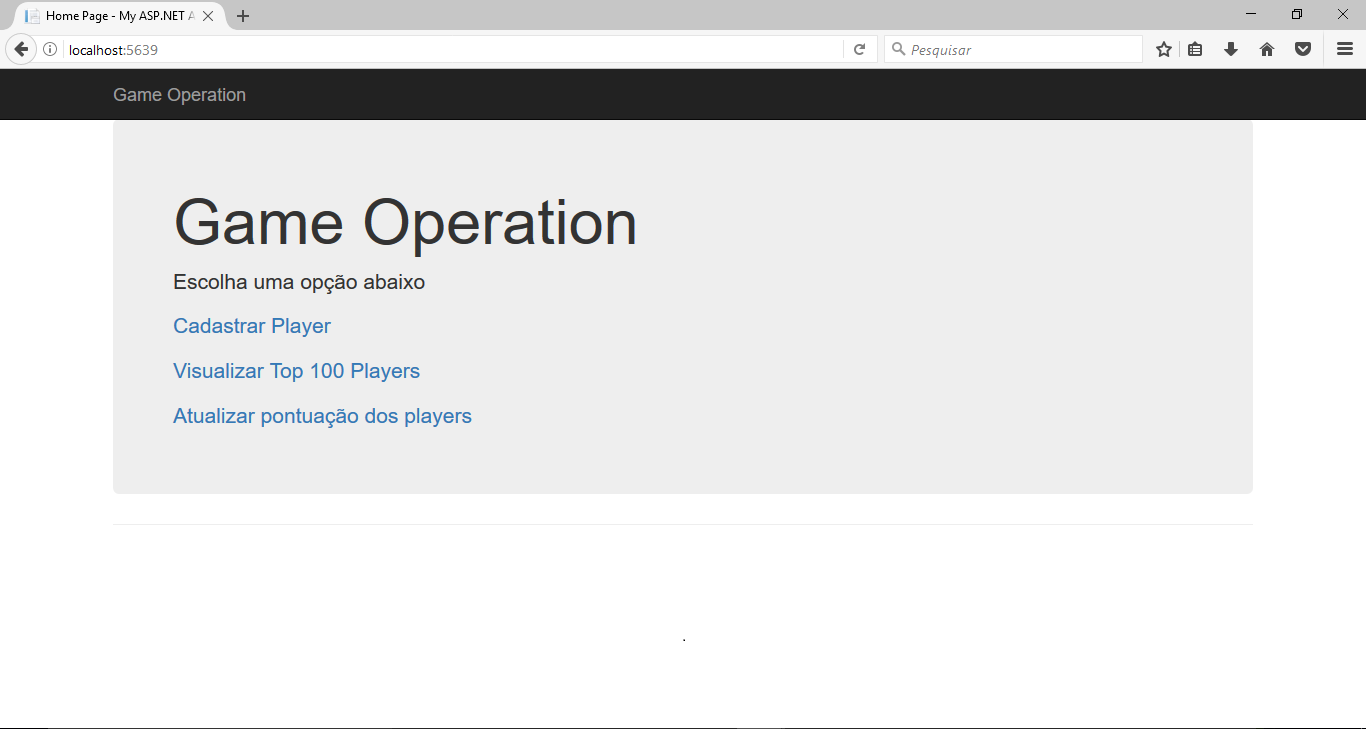 Home Page - My ASP.NET A
localhost:5639
Pesquisar
Game Operation
Game Operation
Escolha uma opção abaixo
Cadastrar Player
Visualizar Top 100 Players
Atualizar pontuação dos players